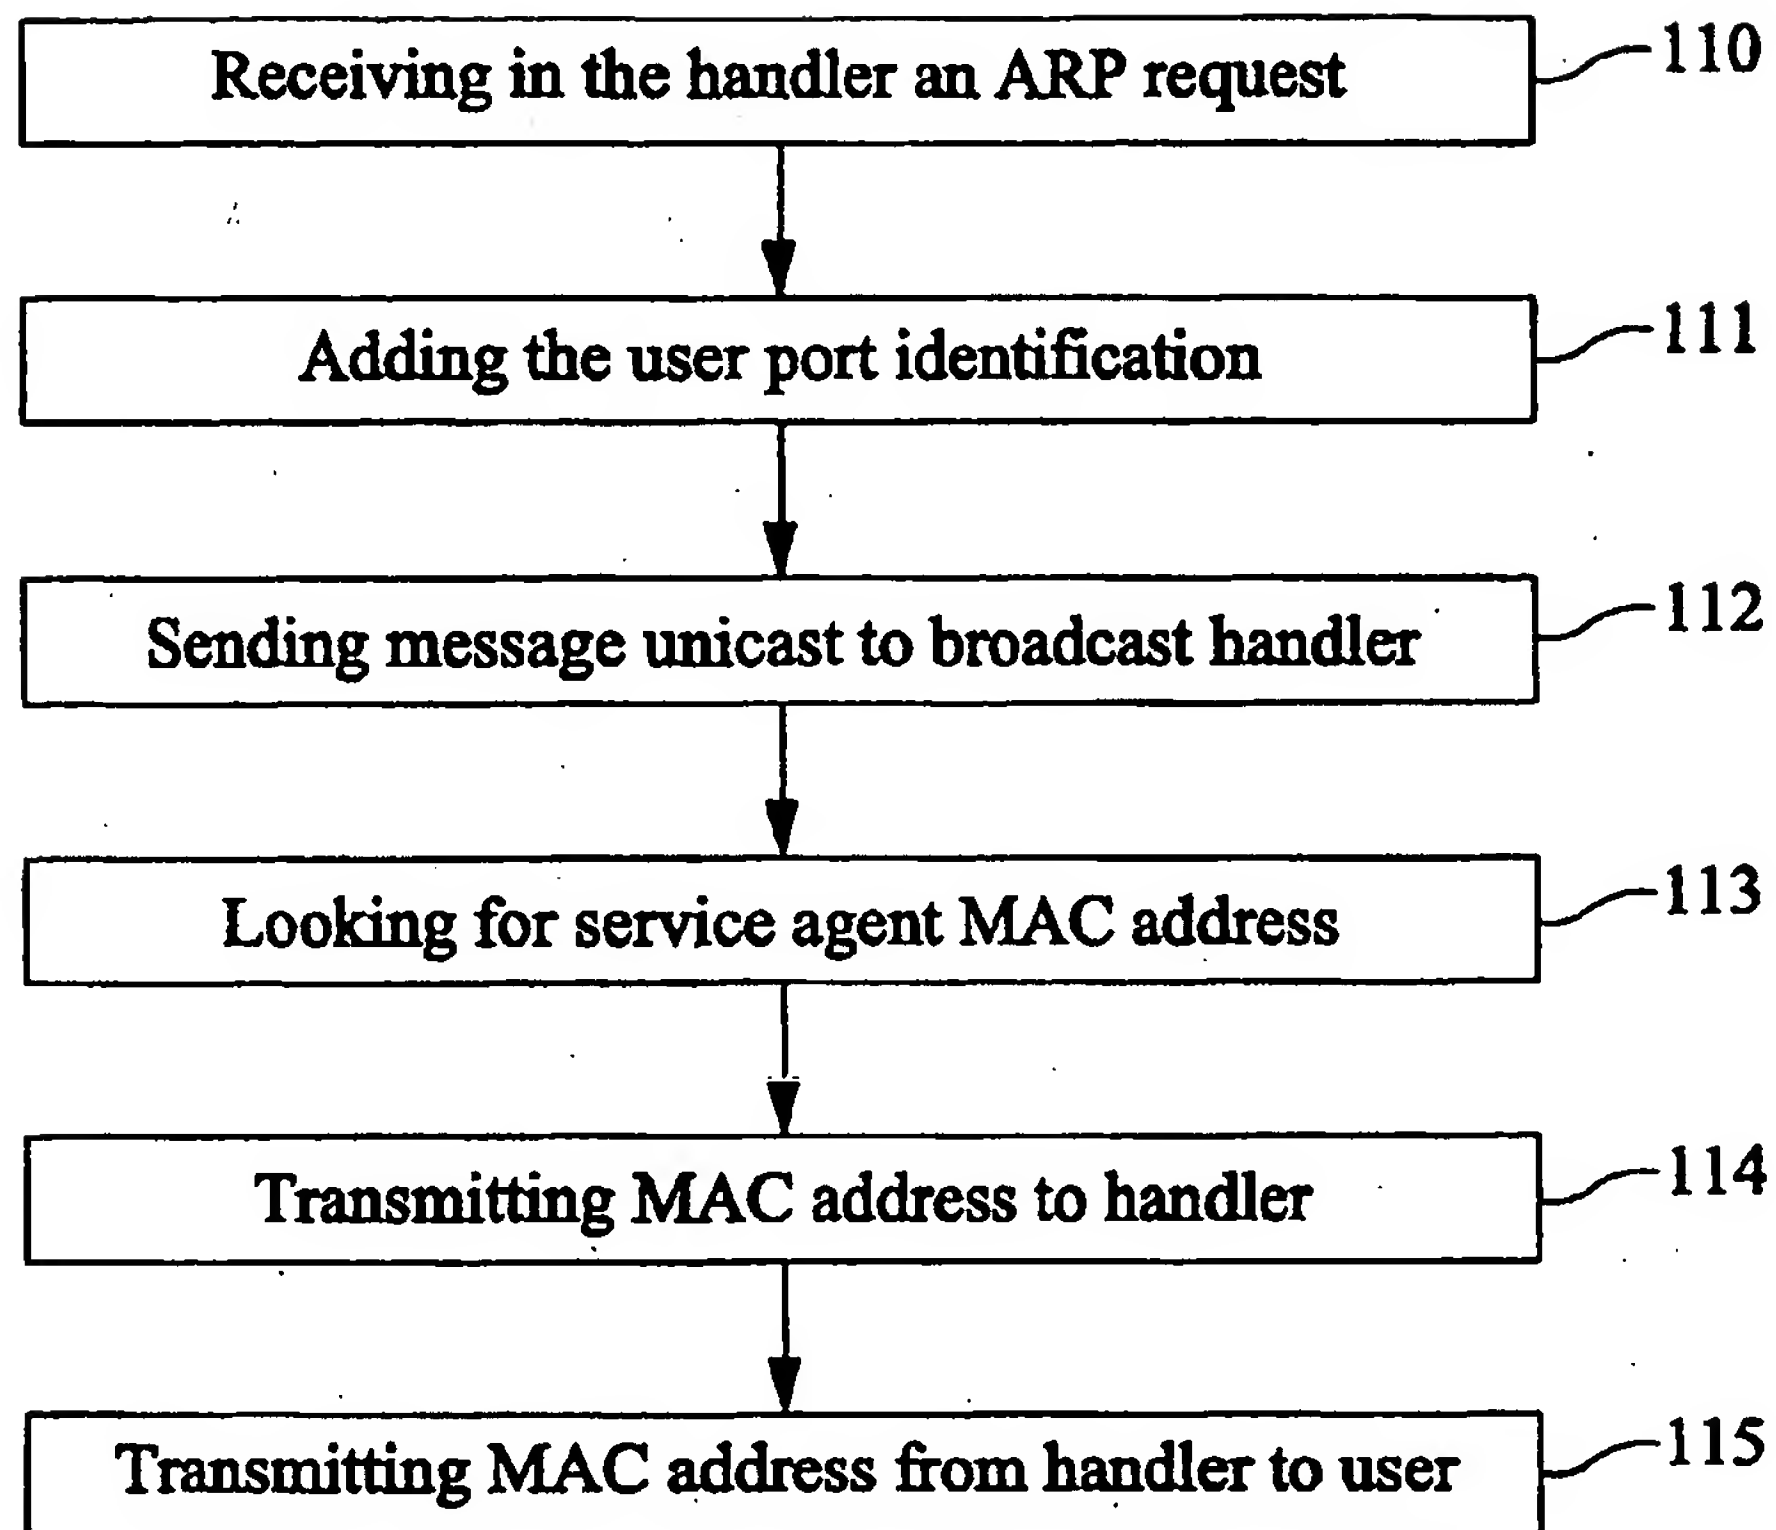 Receiving in the handler an ARP request
110
Adding the user port identification
111
Sending message unicast to broadcast handler
112
Looking for service agent MAC address
113
Transmitting MAC address to handler
114
Transmitting MAC address from handler to user
115